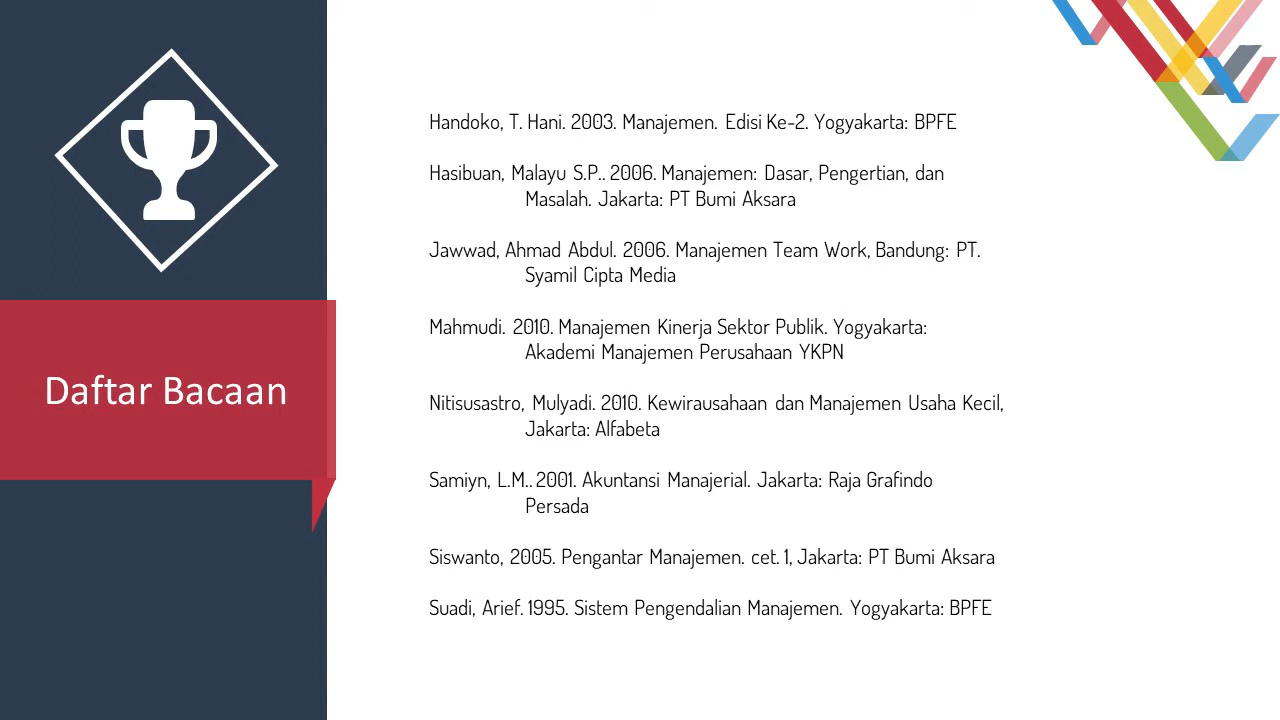 Handoko, T. Hani. 2003. Manajemen. Edisi Ke-2. Yogyakarta: BPFE
Hasibuan, Malayu S.P.. 2006. Manajemen: Dasar, Pengertian, dan
Masalah. Jakarta: PT Bumi Aksara
Jawwad, Ahmad Abdul. 2006. Manajemen Team Work, Bandung: PT.
Syamil Cipta Media
Mahmudi. 2010. Manajemen Kinerja Sektor Publik. Yogyakarta:
Akademi Manajemen Perusahaan YKPN
Daftar Bacaan
Nitisusastro, Mulyadi. 2010. Kewirausahaan dan Manajemen Usaha Kecil,
Jakarta: Alfabeta
Samiyn, L.M.. 2001. Akuntansi Manajerial. Jakarta: Raja Grafindo
Persada
Siswanto, 2005. Pengantar Manajemen. cet. 1, Jakarta: PT Bumi Aksara
Suadi, Arief. 1995. Sistem Pengendalian Manajemen. Yogyakarta: BPFE